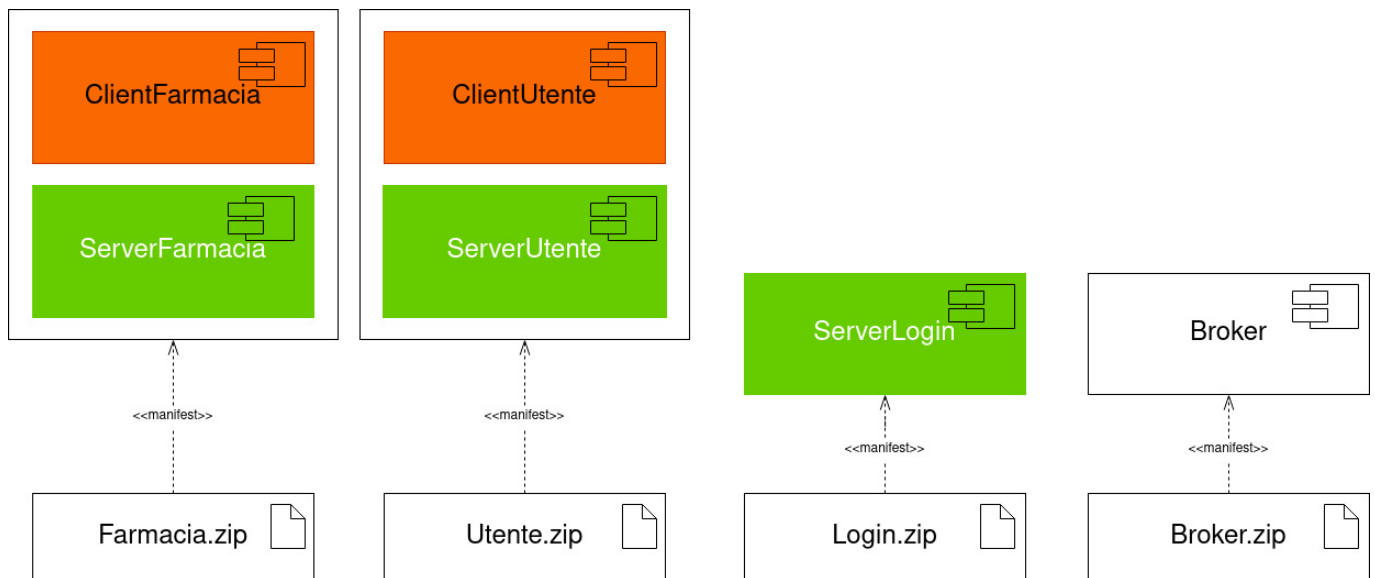 ClientFarmacia
ClientUtente
ServerFarmacia
ServerUtente
ServerLogin
Broker
<<manifest>>
<<manifest>>
<<manifest>>
<<manifest>>
Farmacia.zip
Utente.zip
Login.zip
Broker.zip